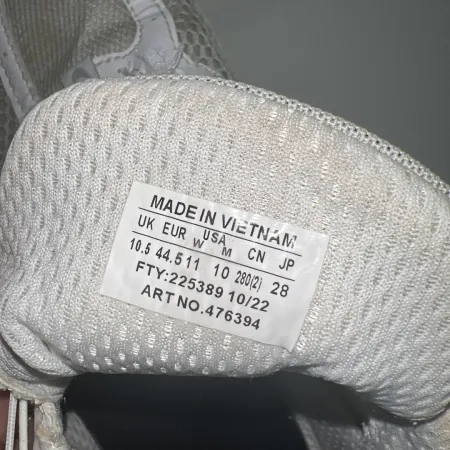 MADE IN VIETNAM
UK EUR USA CN JP
W M
10.5 44.5 11 10 280(2) 28
FTY:225389 10/22
ART NO.476394